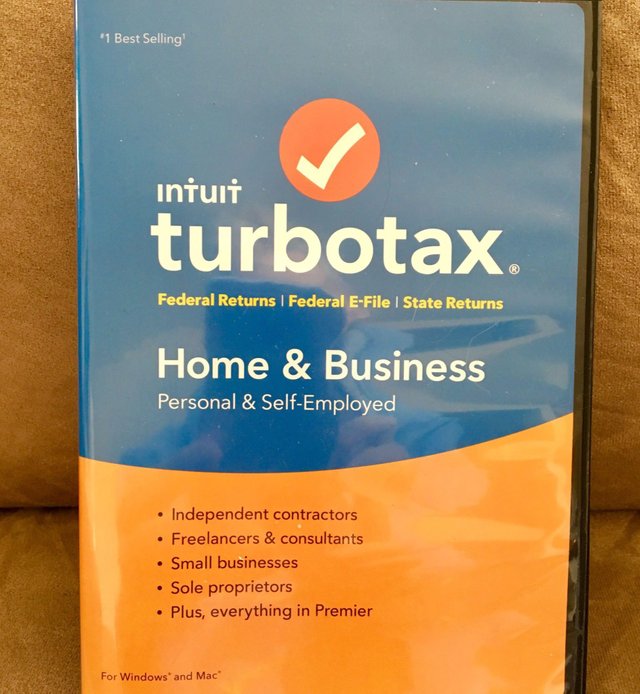 #1 Best Selling¹
intuit
turbotax®
Federal Returns | Federal E-File | State Returns
Home & Business
Personal & Self-Employed
• Independent contractors
• Freelancers & consultants
• Small businesses
• Sole proprietors
• Plus, everything in Premier
For Windows® and Mac®